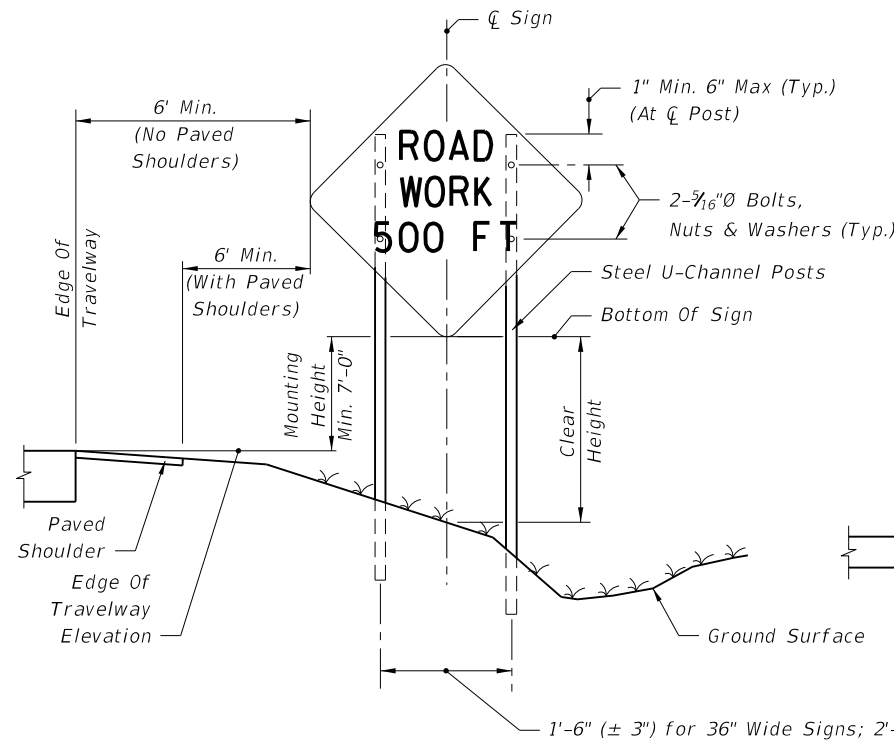 ℄ Sign
1" Min. 6" Max (Typ.)
(At ℄ Post)
6' Min.
(No Paved
Shoulders)
ROAD
WORK
500 FT
2-5/16"Ø Bolts,
Nuts & Washers (Typ.)
Edge Of
Travelway
6' Min.
(With Paved
Shoulders)
Steel U-Channel Posts
Bottom Of Sign
Mounting
Height
Min. 7'-0"
Clear
Height
Paved
Shoulder
Edge Of
Travelway
Elevation
Ground Surface
1'-6" (± 3") for 36" Wide Signs; 2'-